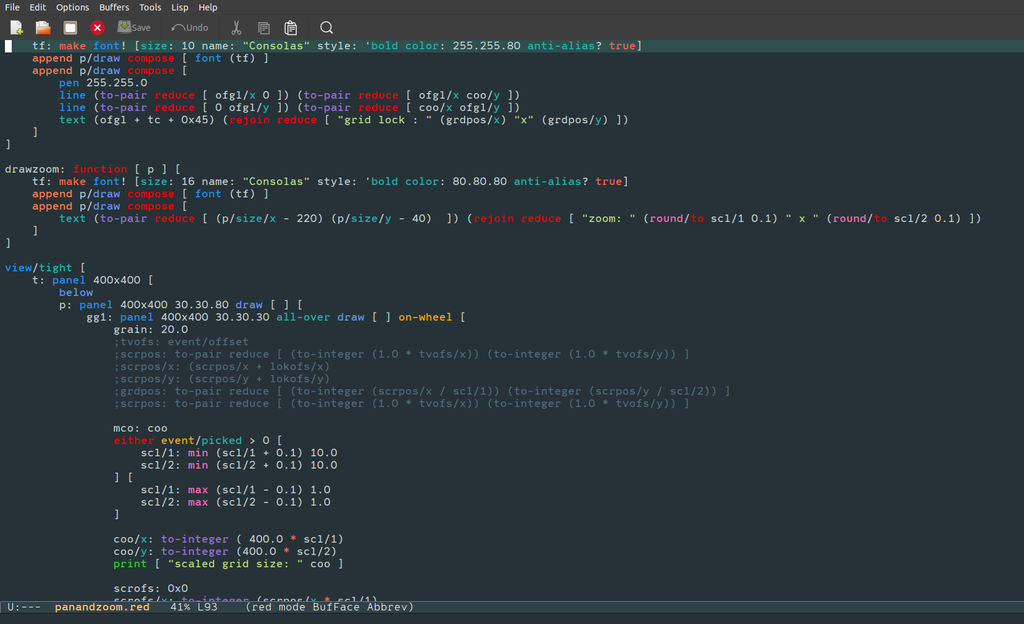 File Edit Options Buffers Tools Lisp Help
Save Undo
tf: make font! [size: 10 name: "Consolas" style: 'bold color: 255.255.80 anti-alias? true]
append p/draw compose [ font (tf) ]
append p/draw compose [
pen 255.255.0
line (to-pair reduce [ ofgl/x 0 ]) (to-pair reduce [ ofgl/x coo/y ])
line (to-pair reduce [ 0 ofgl/y ]) (to-pair reduce [ coo/x ofgl/y ])
text (ofgl + tc + 0x45) (rejoin reduce [ "grid lock : " (grdpos/x) "x" (grdpos/y) ])
]
]
drawzoom: function [ p ] [
tf: make font! [size: 16 name: "Consolas" style: 'bold color: 80.80.80 anti-alias? true]
append p/draw compose [ font (tf) ]
append p/draw compose [
text (to-pair reduce [ (p/size/x - 220) (p/size/y - 40)  ]) (rejoin reduce [ "zoom: " (round/to scl/1 0.1) " x " (round/to scl/2 0.1) ])
]
]
view/tight [
t: panel 400x400 [
below
p: panel 400x400 30.30.80 draw [ ] [
gg1: panel 400x400 30.30.30 all-over draw [ ] on-wheel [
grain: 20.0
;tvofs: event/offset
;scrpos: to-pair reduce [ (to-integer (1.0 * tvofs/x)) (to-integer (1.0 * tvofs/y)) ]
;scrpos/x: (scrpos/x + lokofs/x)
;scrpos/y: (scrpos/y + lokofs/y)
;grdpos: to-pair reduce [ (to-integer (scrpos/x / scl/1)) (to-integer (scrpos/y / scl/2)) ]
;scrpos: to-pair reduce [ (to-integer (1.0 * tvofs/x)) (to-integer (1.0 * tvofs/y)) ]
mco: coo
either event/picked > 0 [
scl/1: min (scl/1 + 0.1) 10.0
scl/2: min (scl/2 + 0.1) 10.0
] [
scl/1: max (scl/1 - 0.1) 1.0
scl/2: max (scl/2 - 0.1) 1.0
]
coo/x: to-integer ( 400.0 * scl/1)
coo/y: to-integer (400.0 * scl/2)
print [ "scaled grid size: " coo ]
scrofs: 0x0
scrofs/x: to-integer (scrpos/x * scl/1)
U:--- panandzoom.red 41% L93 (red mode BufFace Abbrev)